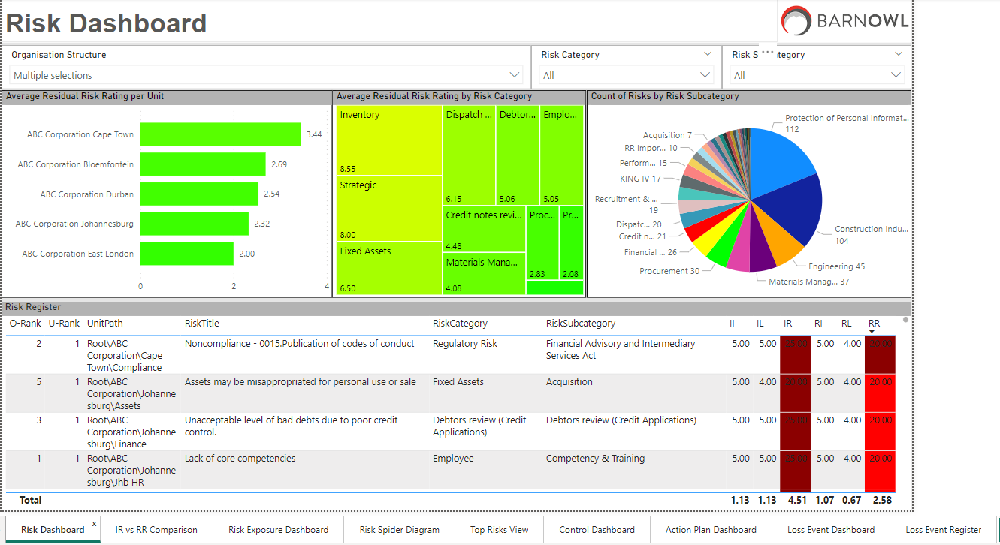 Risk Dashboard
BARNOWL
Organisation Structure
Multiple selections
Risk Category
All
Risk S ... tegory
All
Average Residual Risk Rating per Unit
ABC Corporation Cape Town 3.44
ABC Corporation Bloemfontein 2.69
ABC Corporation Durban 2.54
ABC Corporation Johannesburg 2.32
ABC Corporation East London 2.00
0 2 4
Average Residual Risk Rating by Risk Category
Inventory
8.55
Strategic
8.00
Fixed Assets
6.50
Dispatch ...
6.15
Debtor...
5.06
Emplo...
5.05
Credit notes revi...
4.48
Materials Mana...
4.08
Proc...
2.83
Pr...
2.08
Count of Risks by Risk Subcategory
Protection of Personal Informat...
112
Construction Indu...
104
Engineering 45
Materials Manag... 37
Procurement 30
Financial ... 26
Credit n... 21
Dispatc... 20
Recruitment & ...
19
KING IV 17
Perform... 15
RR Impor... 10
Acquisition 7
Risk Register
O-Rank U-Rank UnitPath RiskTitle RiskCategory RiskSubcategory II IL IR RI RL RR
2 1 Root\ABC Noncompliance - 0015.Publication of codes of conduct Regulatory Risk Financial Advisory and Intermediary 5.00 5.00 25.00 5.00 4.00 20.00
Corporation\Cape Services Act
Town\Compliance
5 1 Root\ABC Assets may be misappropriated for personal use or sale Fixed Assets Acquisition 5.00 4.00 20.00 5.00 4.00 20.00
Corporation\Johanne
sburg\Assets
3 1 Root\ABC Unacceptable level of bad debts due to poor credit Debtors review (Credit Debtors review (Credit Applications) 5.00 5.00 25.00 5.00 4.00 20.00
Corporation\Johanne control. Applications)
sburg\Finance
1 1 Root\ABC Lack of core competencies Employee Competency & Training 5.00 5.00 25.00 5.00 4.00 20.00
Corporation\Johanne
sburg\Jhb HR
Total 1.13 1.13 4.51 1.07 0.67 2.58
Risk Dashboard x
IR vs RR Comparison
Risk Exposure Dashboard
Risk Spider Diagram
Top Risks View
Control Dashboard
Action Plan Dashboard
Loss Event Dashboard
Loss Event Register